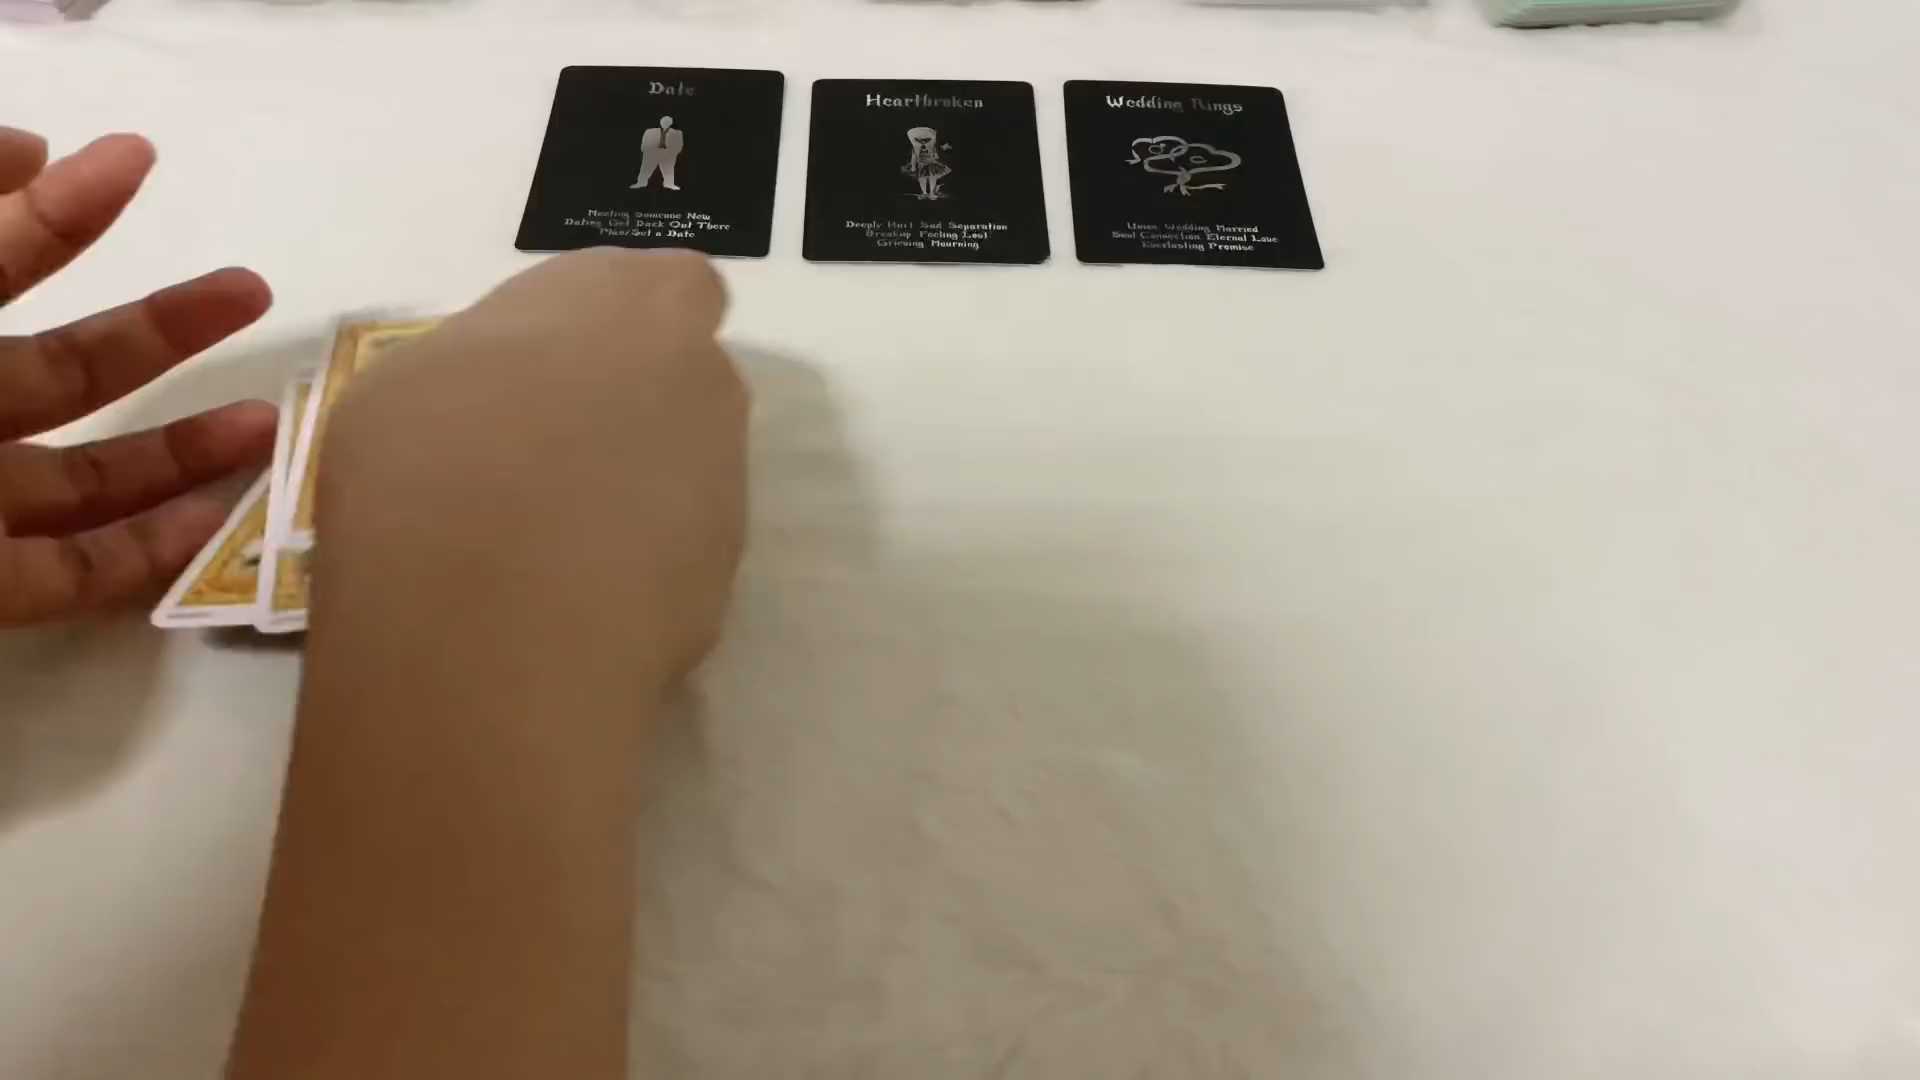 Date
Meeting Someone New
Dating Get Back Out There
Plan/Set a Date
Heartbroken
Deeply Hurt Sad Separation
Breakup Feeling Lost
Grieving Mourning
Wedding Rings
Union Wedding Married
Soul Connection Eternal Love
Everlasting Promise